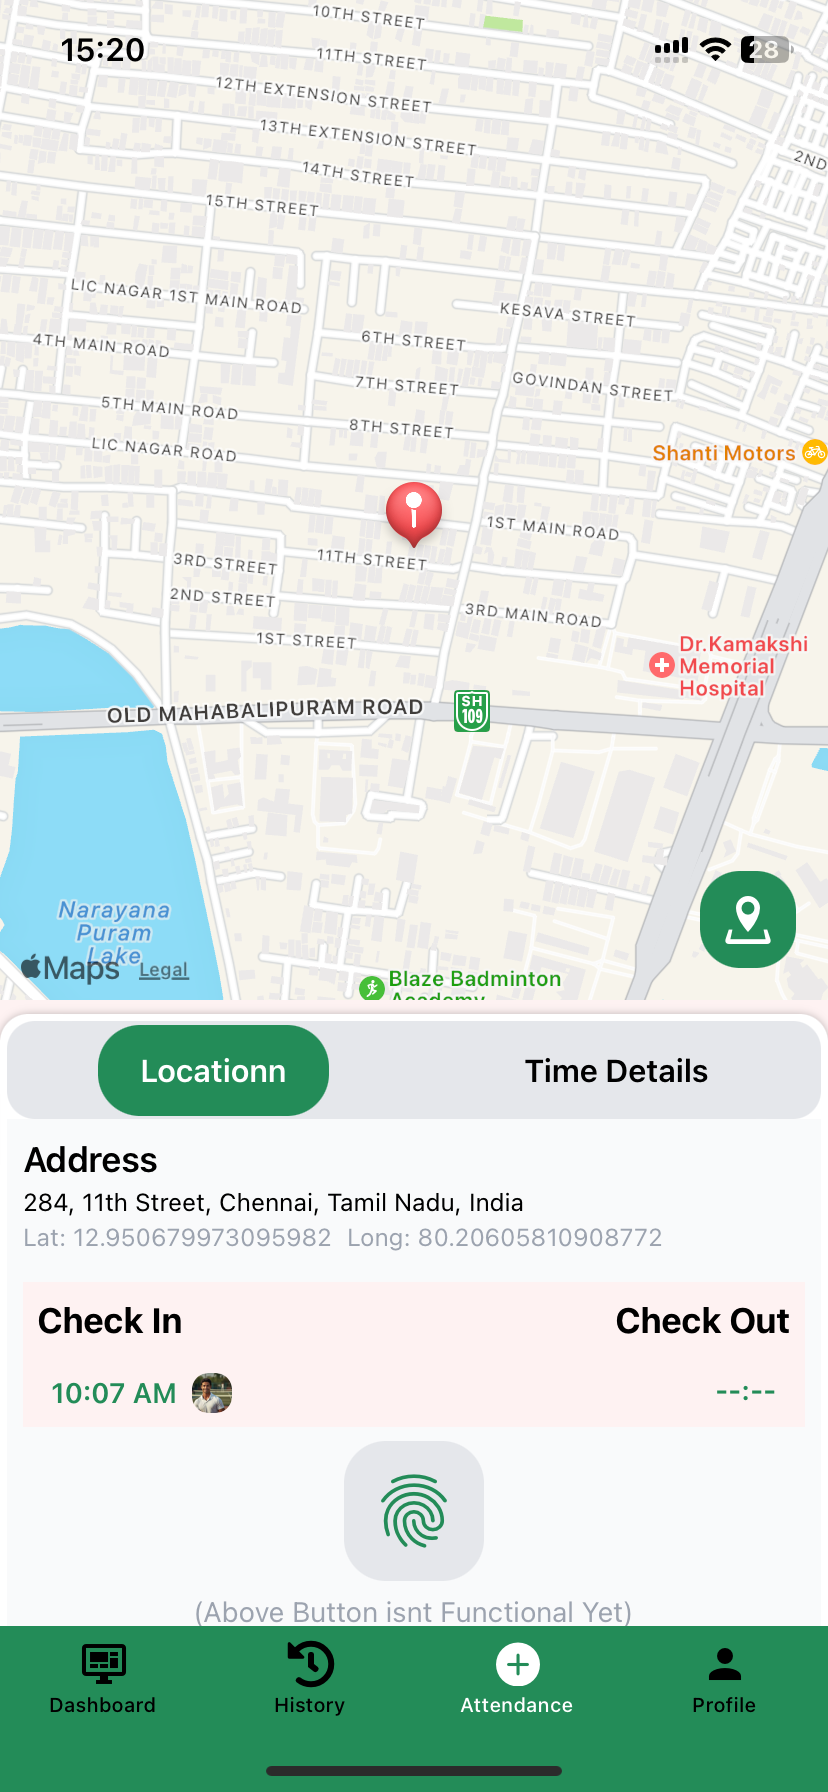 10TH STREET
15:20
28
11TH STREET
12TH EXTENSION STREET
13TH EXTENSION STREET
2ND
14TH STREET
15TH STREET
LIC NAGAR 1ST MAIN ROAD
KESAVA STREET
4TH MAIN ROAD
6TH STREET
7TH STREET
GOVINDAN STREET
5TH MAIN ROAD
8TH STREET
LIC NAGAR ROAD
Shanti Motors
1ST MAIN ROAD
3RD STREET
11TH STREET
2ND STREET
3RD MAIN ROAD
1ST STREET
Dr.Kamakshi
Memorial
Hospital
OLD MAHABALIPURAM ROAD
SH
109
Narayana
Puram
Lake
Maps Legal
Blaze Badminton
Academy
Locationn Time Details
Address
284, 11th Street, Chennai, Tamil Nadu, India
Lat: 12.950679973095982 Long: 80.20605810908772
Check In Check Out
10:07 AM --:--
(Above Button isnt Functional Yet)
Dashboard History Attendance Profile